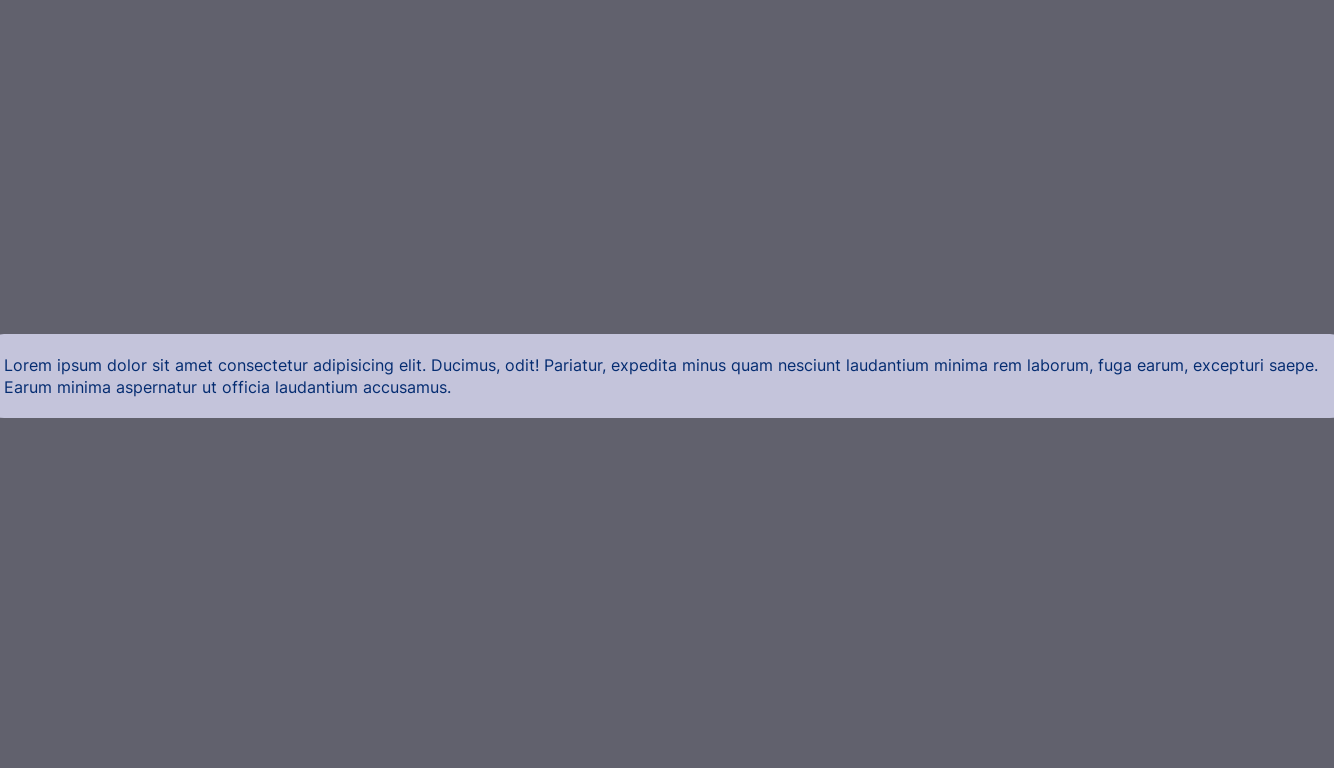 Lorem ipsum dolor sit amet consectetur adipisicing elit. Ducimus, odit! Pariatur, expedita minus quam nesciunt laudantium minima rem laborum, fuga earum, excepturi saepe.
Earum minima aspernatur ut officia laudantium accusamus.